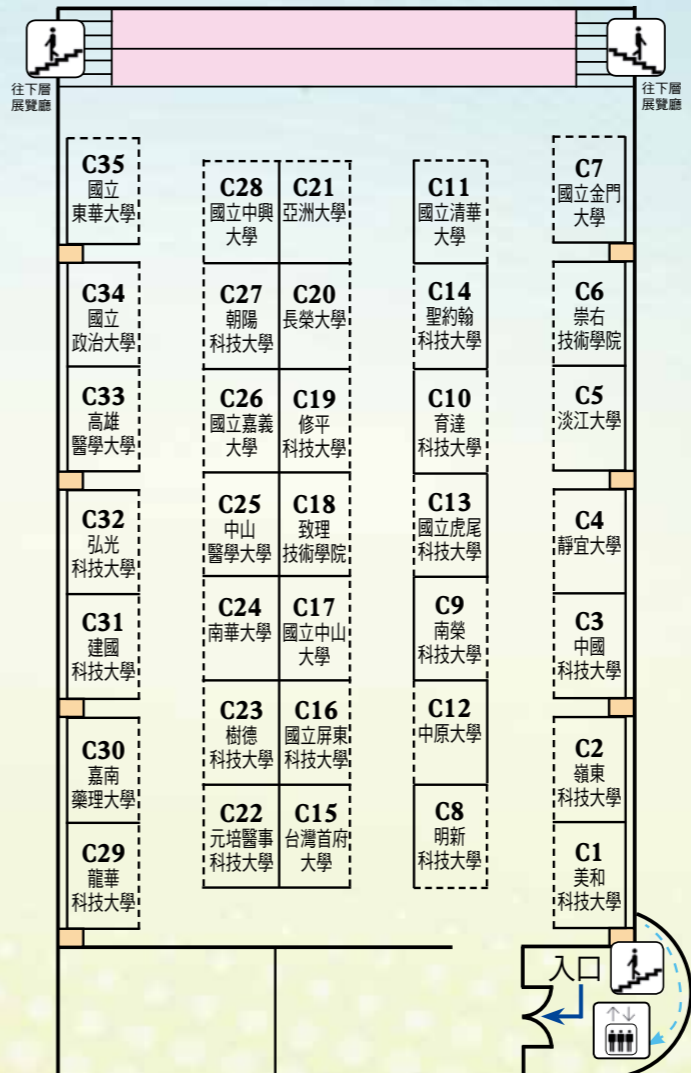 往下層
展覽廳
往下層
展覽廳
C35
國立
東華大學
C34
國立
政治大學
C33
高雄
醫學大學
C32
弘光
科技大學
C31
建國
科技大學
C30
嘉南
藥理大學
C29
龍華
科技大學
C28
國立中興
大學
C27
朝陽
科技大學
C26
國立嘉義
大學
C25
中山
醫學大學
C24
南華大學
C23
樹德
科技大學
C22
元培醫事
科技大學
C21
亞洲大學
C20
長榮大學
C19
修平
科技大學
C18
致理
技術學院
C17
國立中山
大學
C16
國立屏東
科技大學
C15
台灣首府
大學
C11
國立清華
大學
C14
聖約翰
科技大學
C10
育達
科技大學
C13
國立虎尾
科技大學
C9
南榮
科技大學
C12
中原大學
C8
明新
科技大學
C7
國立金門
大學
C6
崇右
技術學院
C5
淡江大學
C4
靜宜大學
C3
中國
科技大學
C2
嶺東
科技大學
C1
美和
科技大學
入口